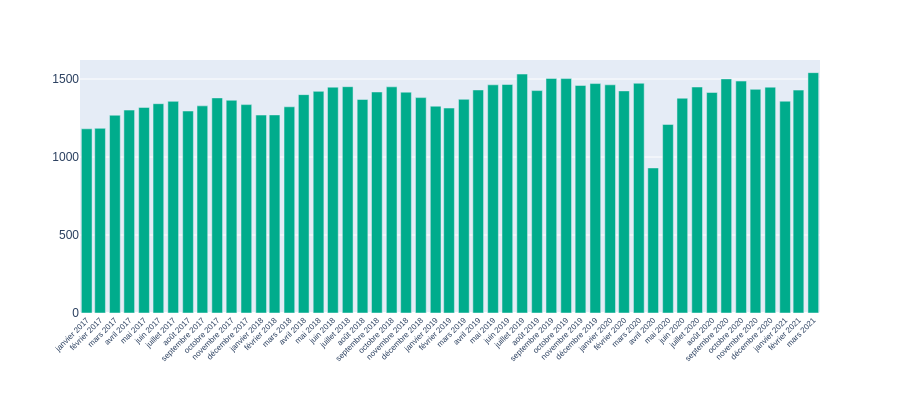 1500
1000
500
0
janvier 2017
février 2017
mars 2017
avril 2017
mai 2017
juin 2017
juillet 2017
août 2017
septembre 2017
octobre 2017
novembre 2017
décembre 2017
janvier 2018
février 2018
mars 2018
avril 2018
mai 2018
juin 2018
juillet 2018
août 2018
septembre 2018
octobre 2018
novembre 2018
décembre 2018
janvier 2019
février 2019
mars 2019
avril 2019
mai 2019
juin 2019
juillet 2019
août 2019
septembre 2019
octobre 2019
novembre 2019
décembre 2019
janvier 2020
février 2020
mars 2020
avril 2020
mai 2020
juin 2020
juillet 2020
août 2020
septembre 2020
octobre 2020
novembre 2020
décembre 2020
janvier 2021
février 2021
mars 2021